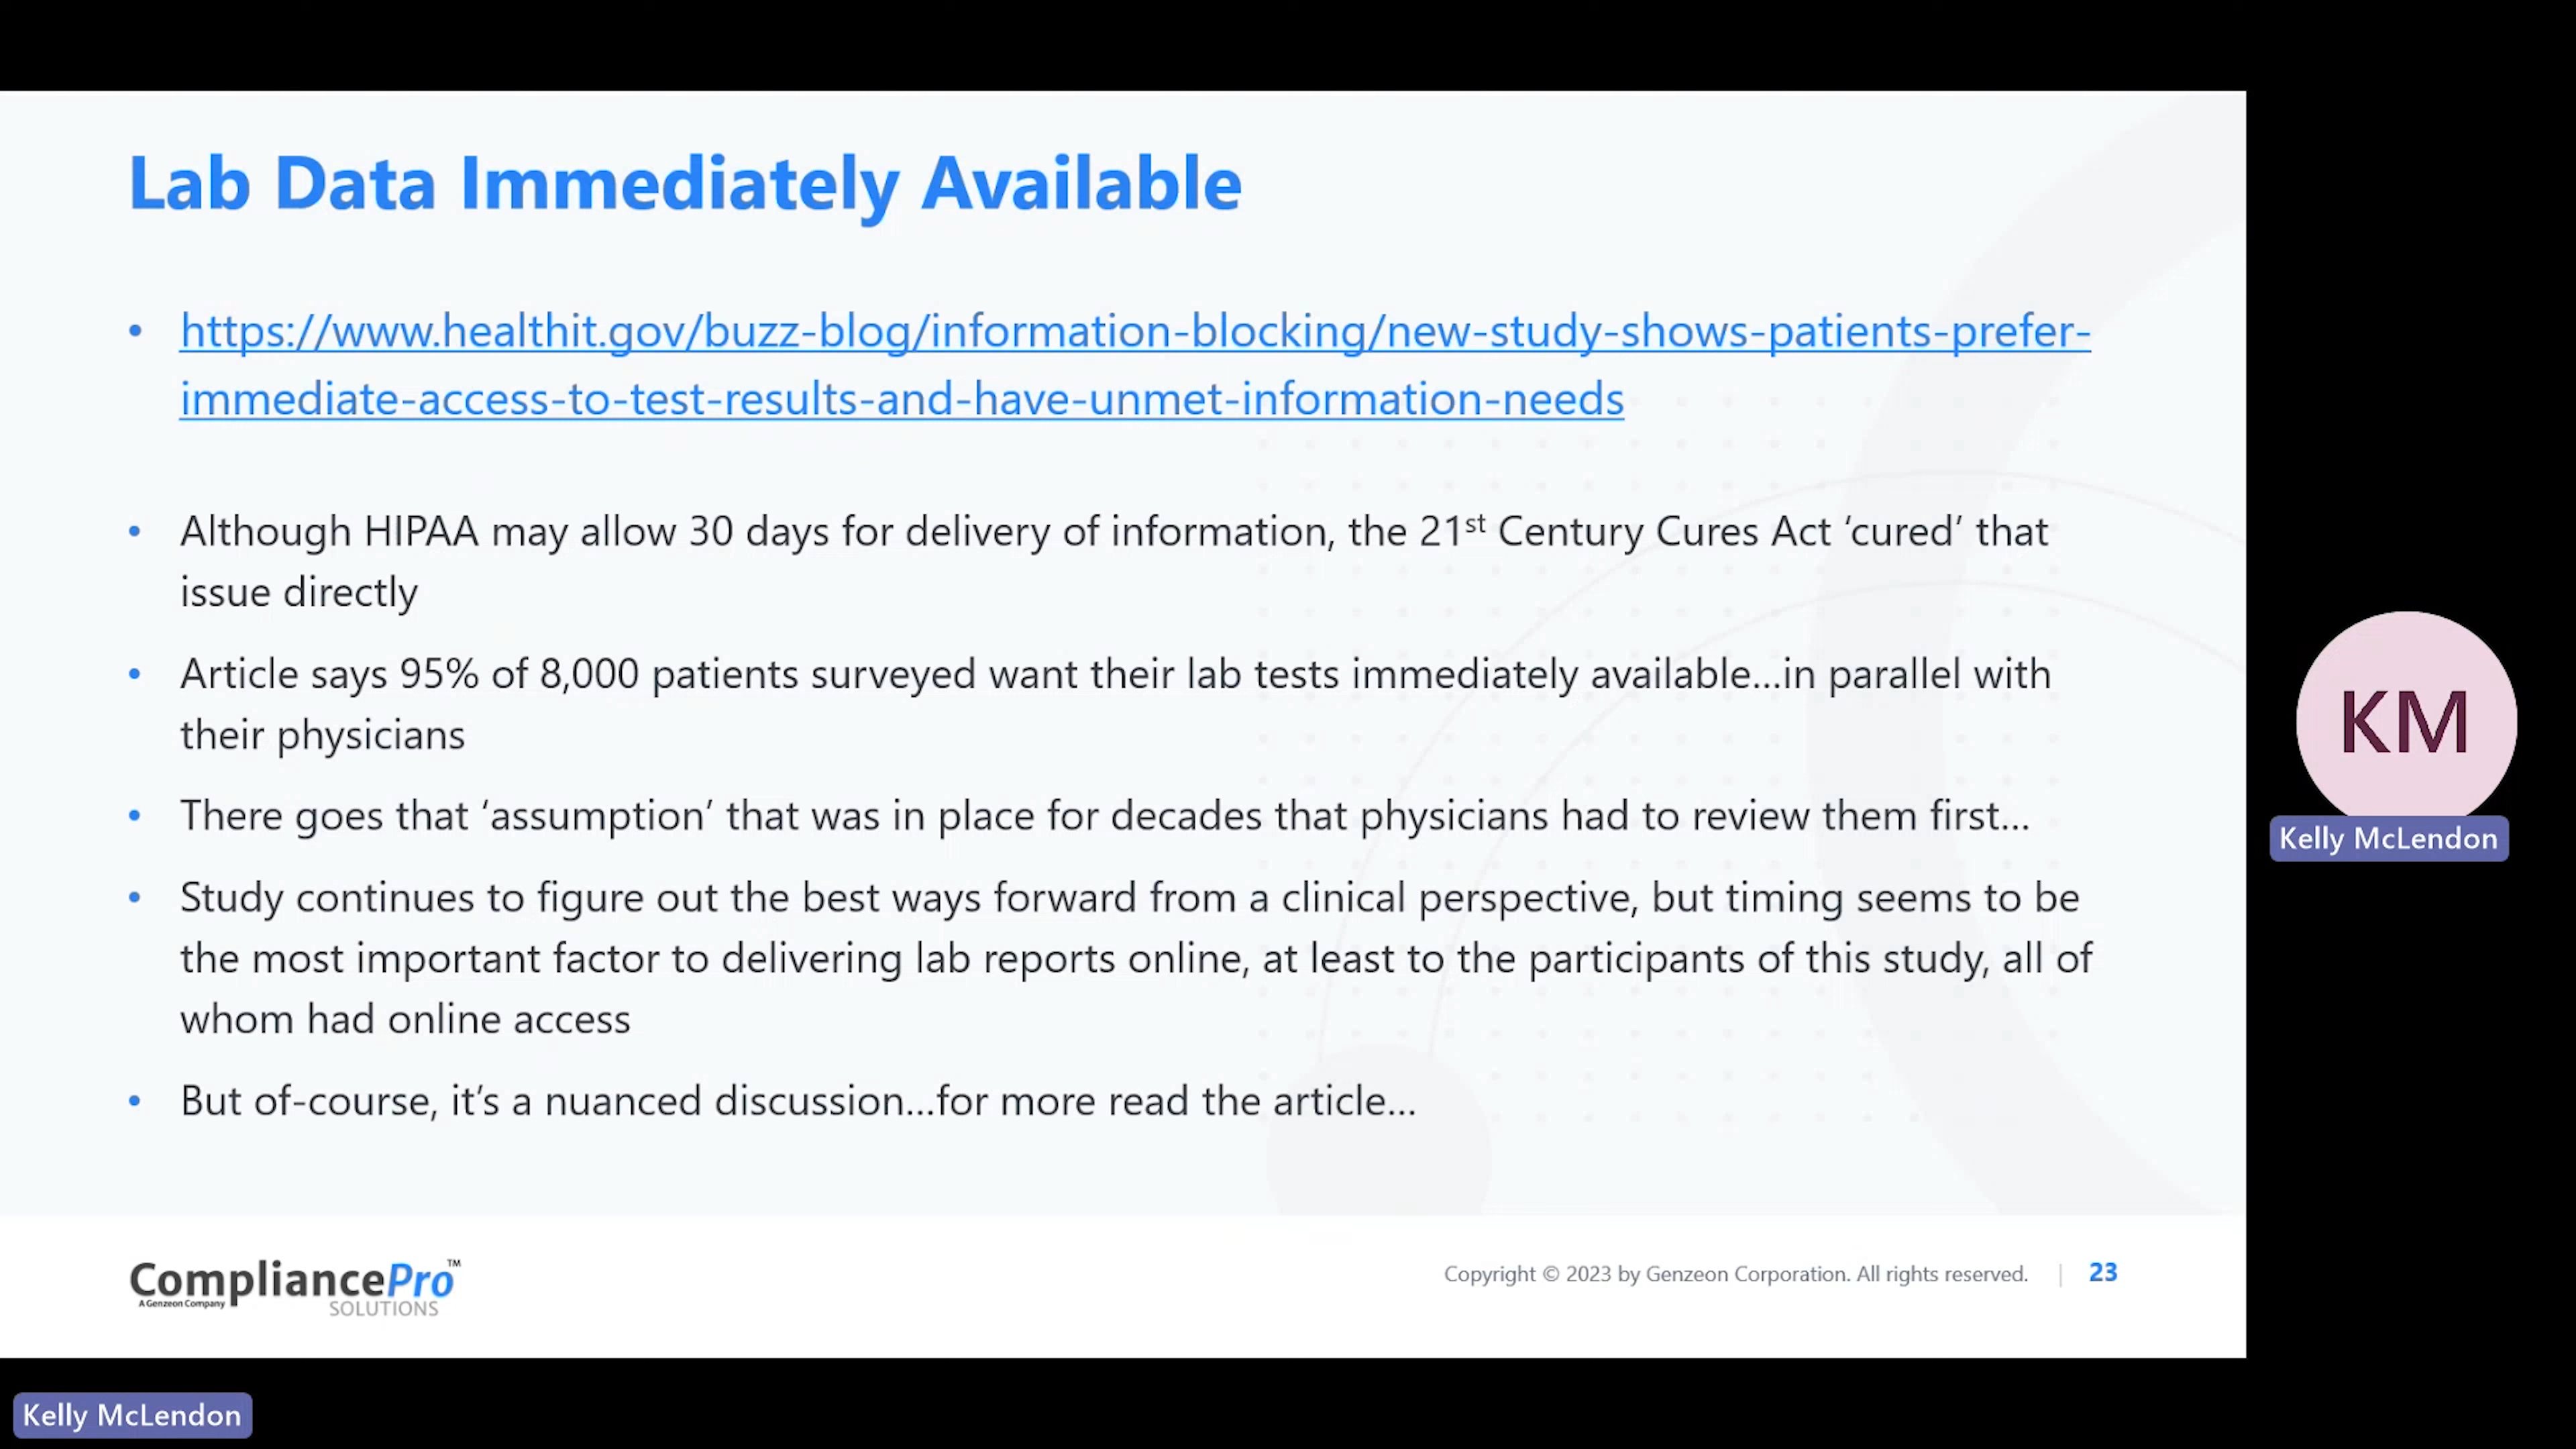 Lab Data Immediately Available
• https://www.healthit.gov/buzz-blog/information-blocking/new-study-shows-patients-prefer-
immediate-access-to-test-results-and-have-unmet-information-needs
• Although HIPAA may allow 30 days for delivery of information, the 21st Century Cures Act ‘cured’ that
issue directly
• Article says 95% of 8,000 patients surveyed want their lab tests immediately available...in parallel with
their physicians
• There goes that ‘assumption’ that was in place for decades that physicians had to review them first...
• Study continues to figure out the best ways forward from a clinical perspective, but timing seems to be
the most important factor to delivering lab reports online, at least to the participants of this study, all of
whom had online access
• But of-course, it’s a nuanced discussion...for more read the article...
KM
Kelly McLendon
CompliancePro™
A Genzeon Company
SOLUTIONS
Copyright © 2023 by Genzeon Corporation. All rights reserved. | 23
Kelly McLendon